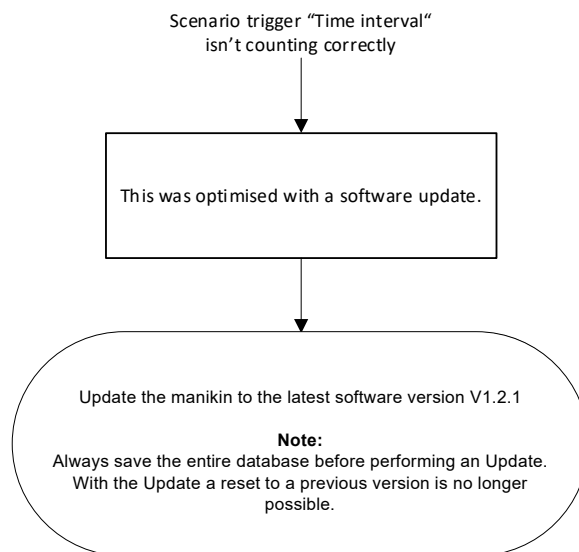 Scenario trigger “Time interval“
isn’t counting correctly
This was optimised with a software update.
Update the manikin to the latest software version V1.2.1
Note:
Always save the entire database before performing an Update.
With the Update a reset to a previous version is no longer
possible.